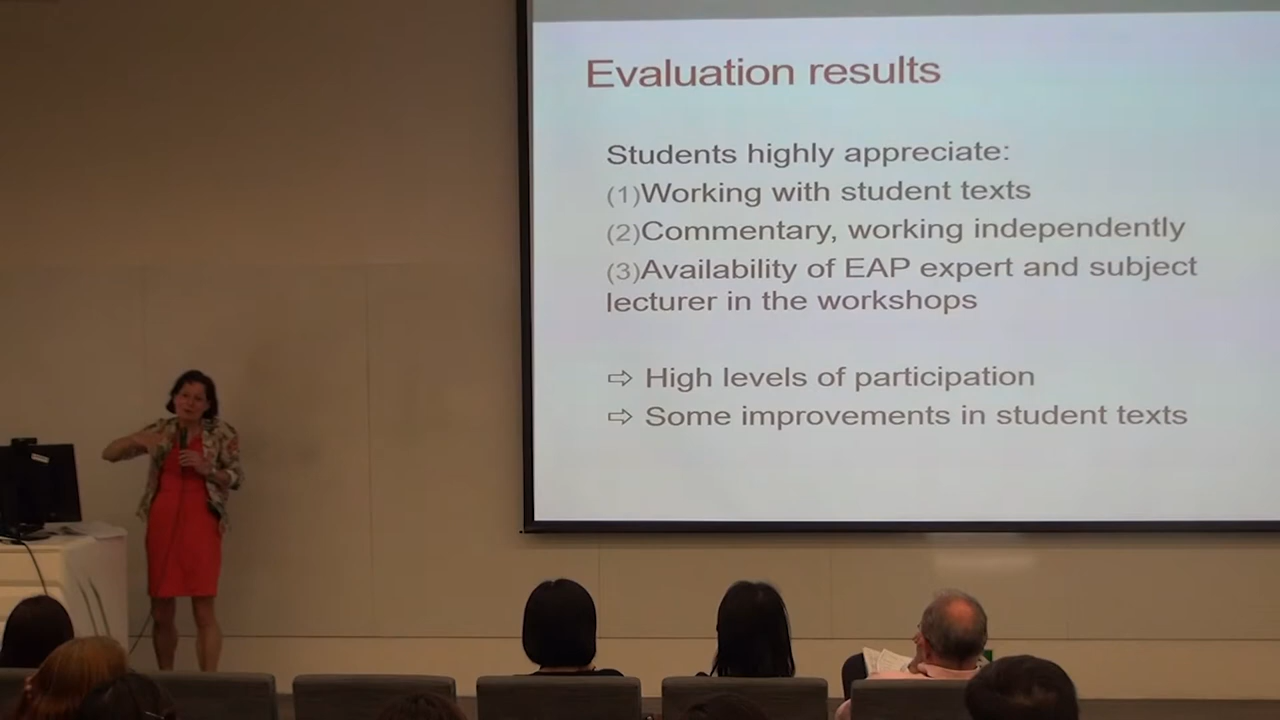 Evaluation results
Students highly appreciate:
(1)Working with student texts
(2)Commentary, working independently
(3)Availability of EAP expert and subject
lecturer in the workshops
⇨ High levels of participation
⇨ Some improvements in student texts